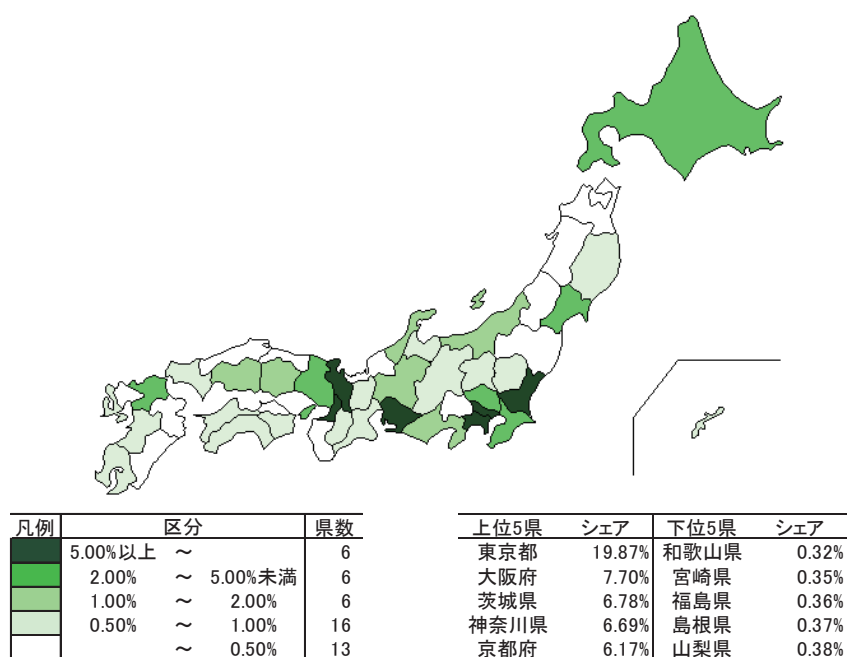 凡例 区分 県数
5.00%以上 ～ 6
2.00% ～ 5.00%未満 6
1.00% ～ 2.00% 6
0.50% ～ 1.00% 16
～ 0.50% 13
上位5県 シェア 下位5県 シェア
東京都 19.87% 和歌山県 0.32%
大阪府 7.70% 宮崎県 0.35%
茨城県 6.78% 福島県 0.36%
神奈川県 6.69% 島根県 0.37%
京都府 6.17% 山梨県 0.38%